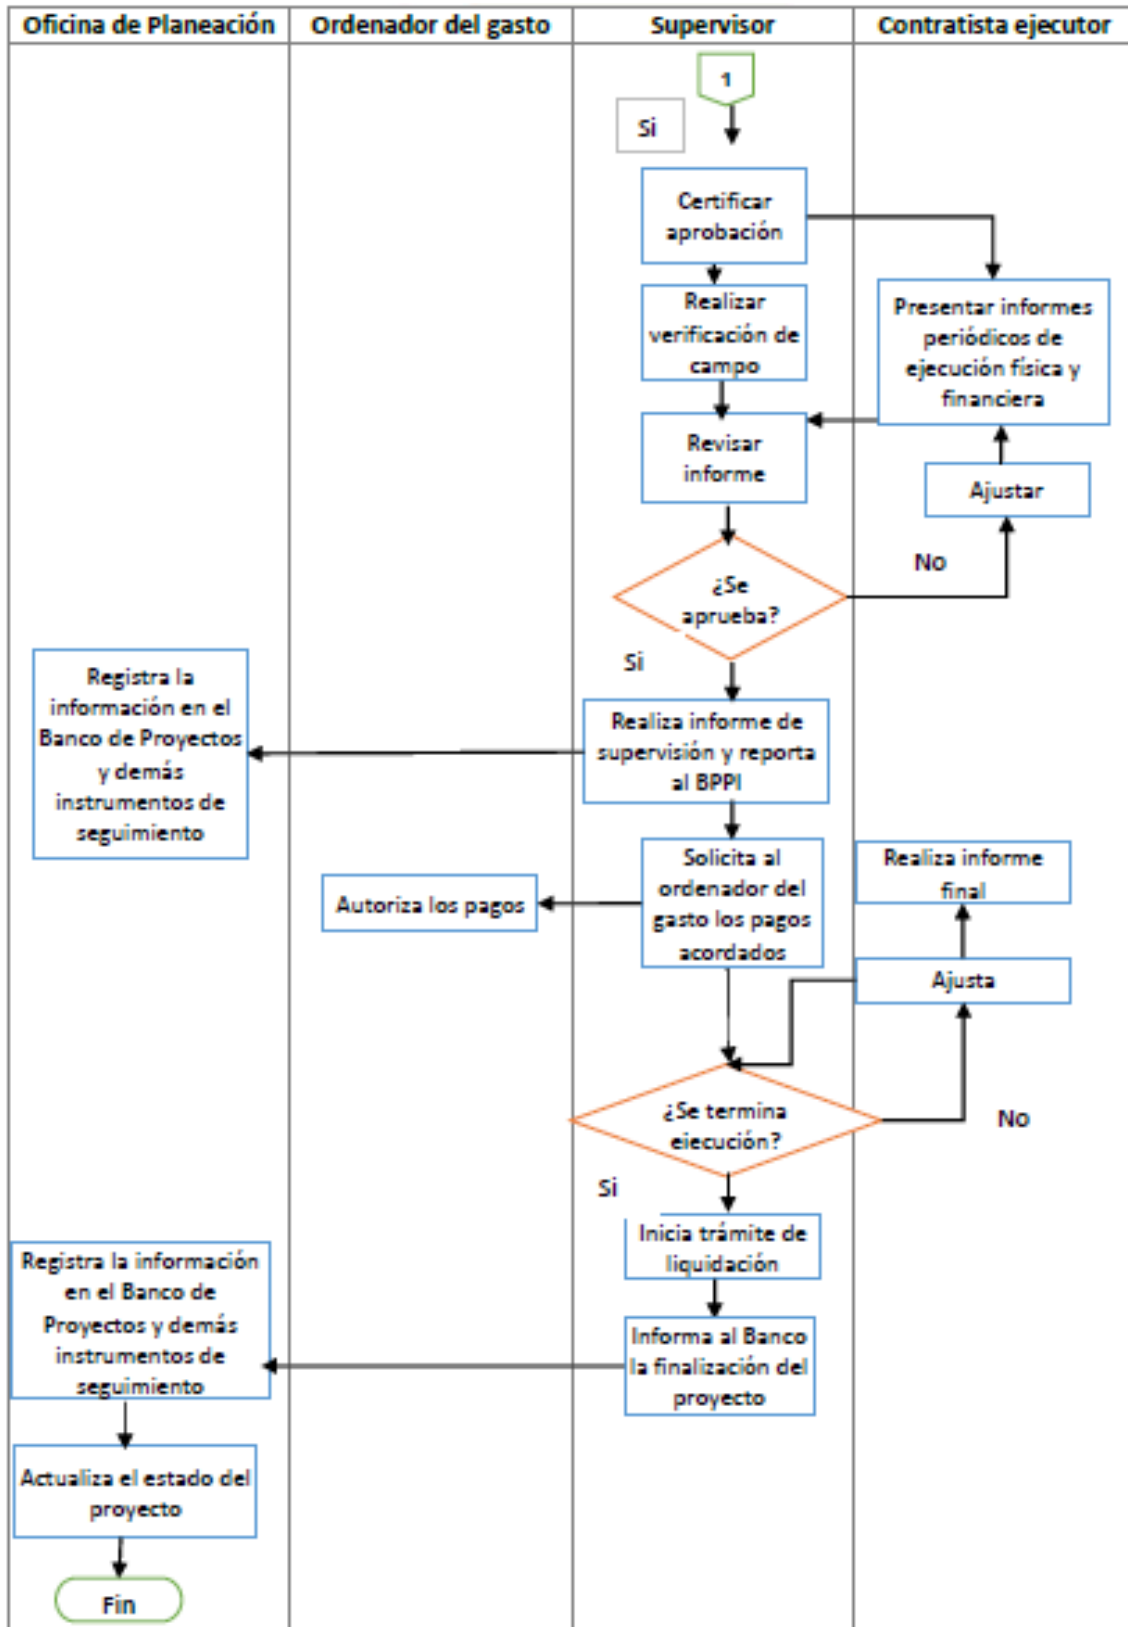 Oficina de Planeación
Ordenador del gasto
Supervisor
Contratista ejecutor
1
Si
Certificar
aprobación
Realizar
verificación de
campo
Presentar informes
periódicos de
ejecución física y
financiera
Revisar
informe
Ajustar
No
¿Se
aprueba?
Si
Registra la
información en el
Banco de Proyectos
y demás
instrumentos de
seguimiento
Realiza informe de
supervisión y reporta
al BPPI
Solicita al
ordenador del
gasto los pagos
acordados
Autoriza los pagos
Realiza informe
final
Ajusta
¿Se termina
ejecución?
No
Si
Inicia trámite de
liquidación
Registra la información
en el Banco de
Proyectos y demás
instrumentos de
seguimiento
Informa al Banco
la finalización del
proyecto
Actualiza el estado del
proyecto
Fin